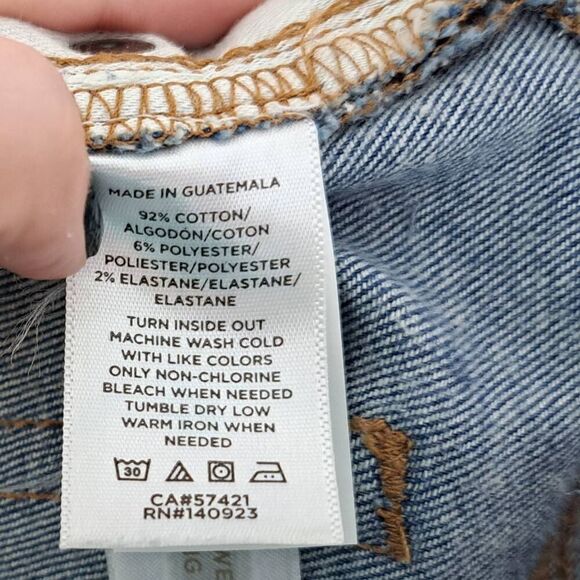 MADE IN GUATEMALA
92% COTTON/
ALGODÓN/COTON
6% POLYESTER/
POLIESTER/POLYESTER
2% ELASTANE/ELASTANE/
ELASTANE
TURN INSIDE OUT
MACHINE WASH COLD
WITH LIKE COLORS
ONLY NON-CHLORINE
BLEACH WHEN NEEDED
TUMBLE DRY LOW
WARM IRON WHEN
NEEDED
30
CA#57421
RN#140923